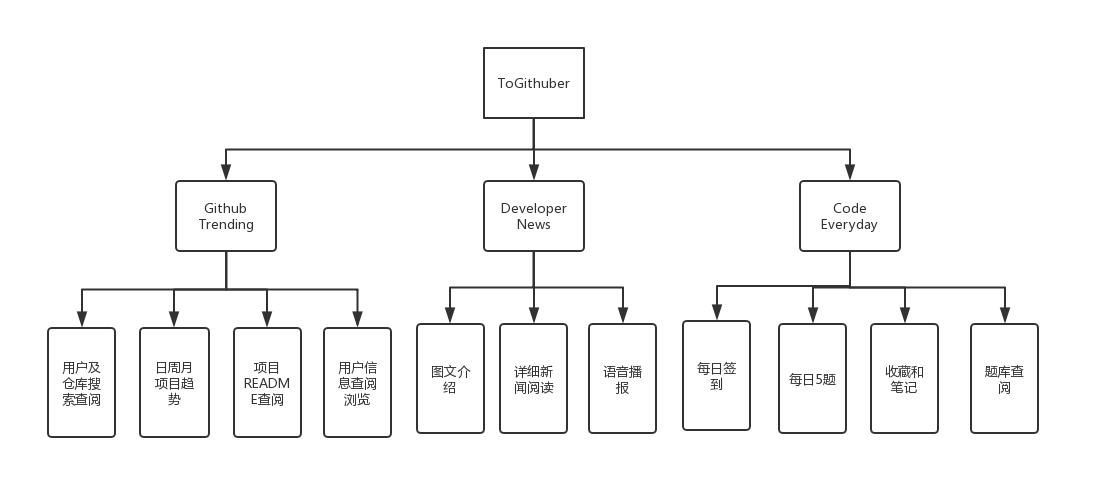 ToGithuber
Github
Trending
Developer
News
Code
Everyday
用户及
仓库搜
索查阅
日周月
项目趋
势
项目
READM
E查阅
用户信
息查阅
浏览
图文介
绍
详细新
闻阅读
语音播
报
每日签
到
每日5题
收藏和
笔记
题库查
阅